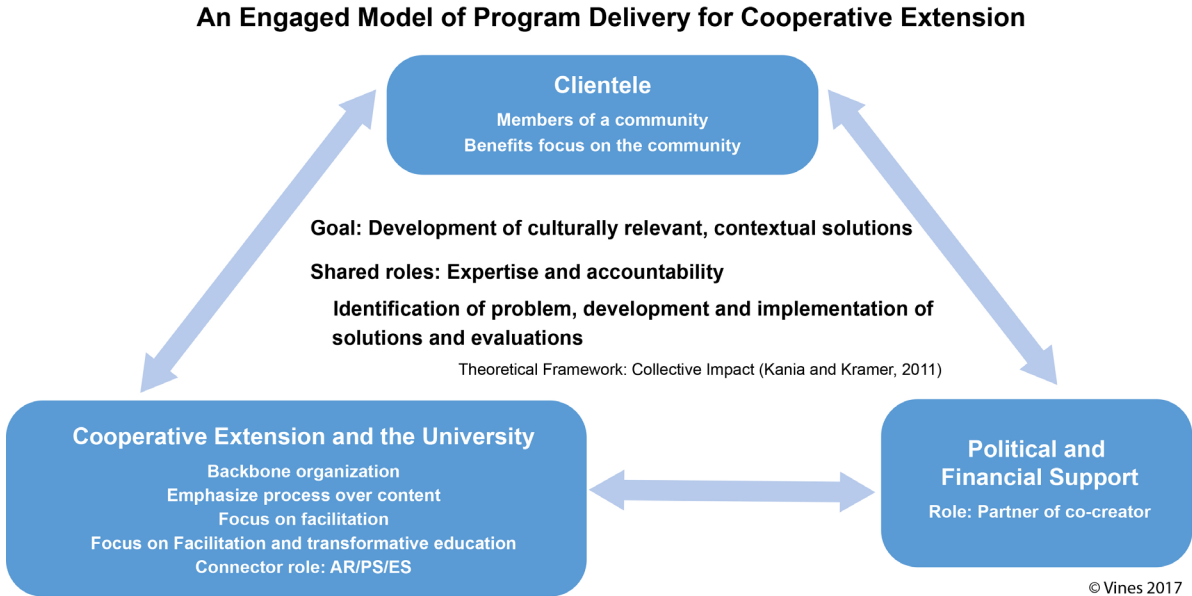 An Engaged Model of Program Delivery for Cooperative Extension
Clientele
Members of a community
Benefits focus on the community
Goal: Development of culturally relevant, contextual solutions
Shared roles: Expertise and accountability
Identification of problem, development and implementation of
solutions and evaluations
Theoretical Framework: Collective Impact (Kania and Kramer, 2011)
Cooperative Extension and the University
Backbone organization
Emphasize process over content
Focus on facilitation
Focus on Facilitation and transformative education
Connector role: AR/PS/ES
Political and
Financial Support
Role: Partner of co-creator
© Vines 2017